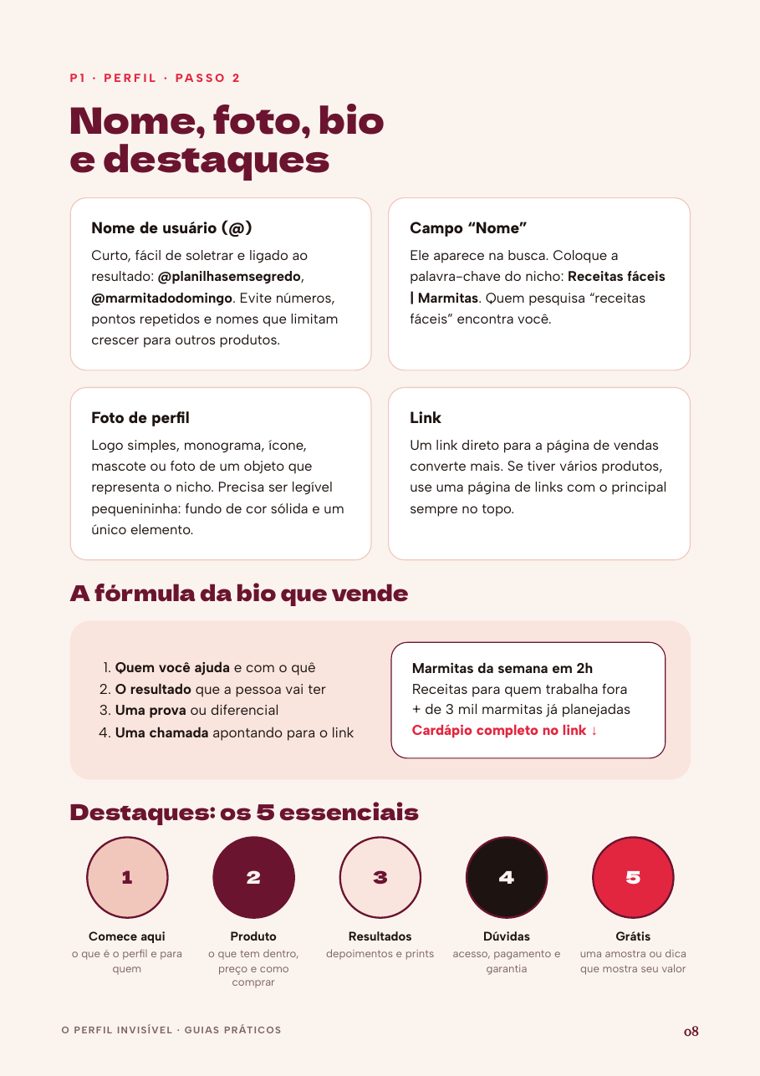 P1 · PERFIL · PASSO 2
Nome, foto, bio
e destaques
Nome de usuário (@)
Curto, fácil de soletrar e ligado ao
resultado: @planilhasemsegredo,
@marmitadodomingo. Evite números,
pontos repetidos e nomes que limitam
crescer para outros produtos.
Campo “Nome”
Ele aparece na busca. Coloque a
palavra-chave do nicho: Receitas fáceis
| Marmitas. Quem pesquisa “receitas
fáceis” encontra você.
Foto de perfil
Logo simples, monograma, ícone,
mascote ou foto de um objeto que
representa o nicho. Precisa ser legível
pequenininha: fundo de cor sólida e um
único elemento.
Link
Um link direto para a página de vendas
converte mais. Se tiver vários produtos,
use uma página de links com o principal
sempre no topo.
A fórmula da bio que vende
1. Quem você ajuda e com o quê
2. O resultado que a pessoa vai ter
3. Uma prova ou diferencial
4. Uma chamada apontando para o link
Marmitas da semana em 2h
Receitas para quem trabalha fora
+ de 3 mil marmitas já planejadas
Cardápio completo no link ↓
Destaques: os 5 essenciais
1
Comece aqui
o que é o perfil e para
quem
2
Produto
o que tem dentro,
preço e como
comprar
3
Resultados
depoimentos e prints
4
Dúvidas
acesso, pagamento e
garantia
5
Grátis
uma amostra ou dica
que mostra seu valor
O PERFIL INVISÍVEL · GUIAS PRÁTICOS
08